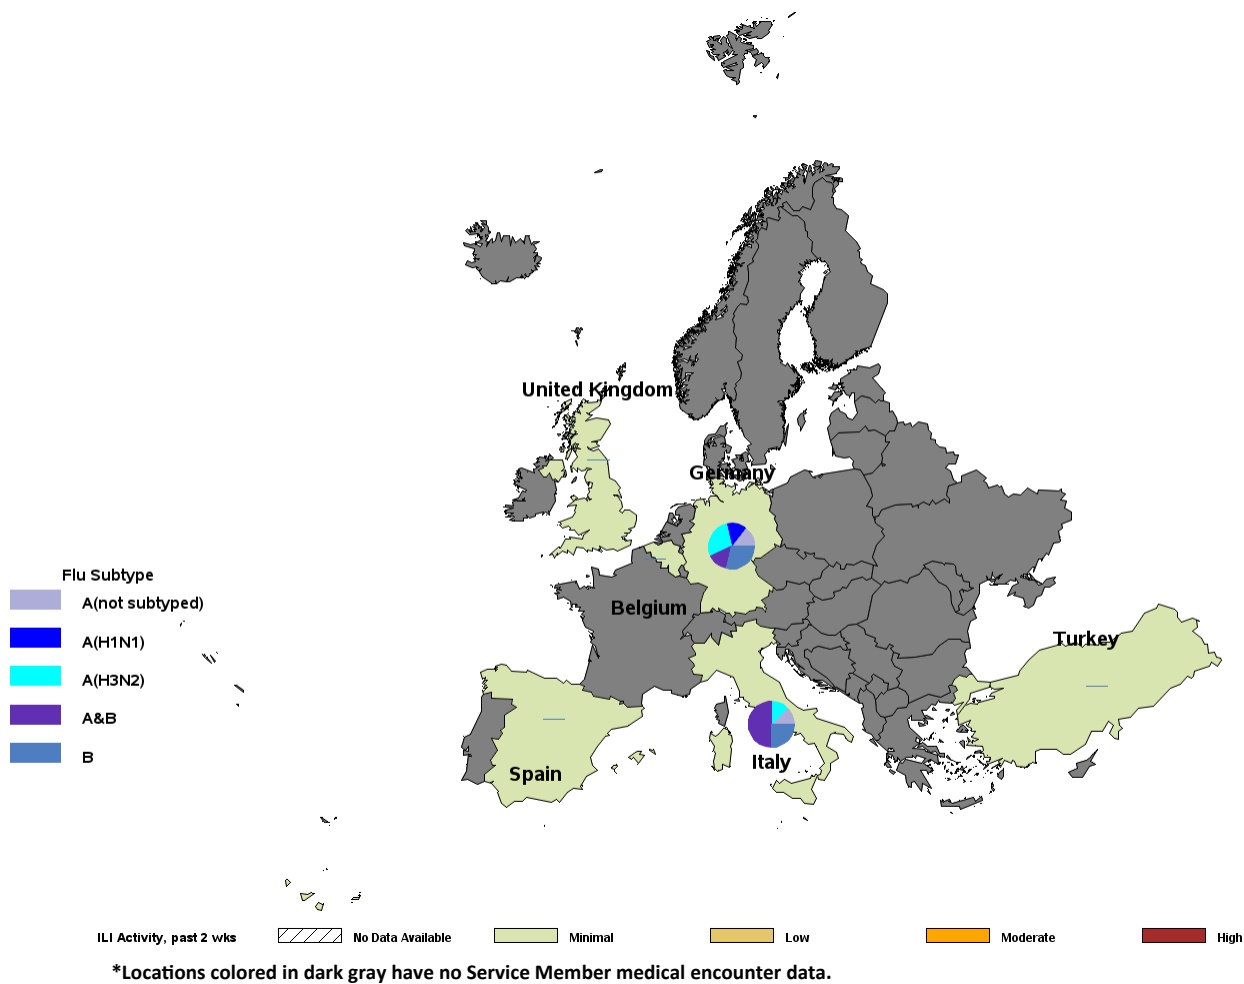 United Kingdom
Germany
Flu Subtype
A(not subtyped)
Belgium
A(H1N1)
Turkey
A(H3N2)
A&B
B
Italy
Spain
ILI Activity, past 2 wks No Data Available Minimal Low Moderate High
*Locations colored in dark gray have no Service Member medical encounter data.